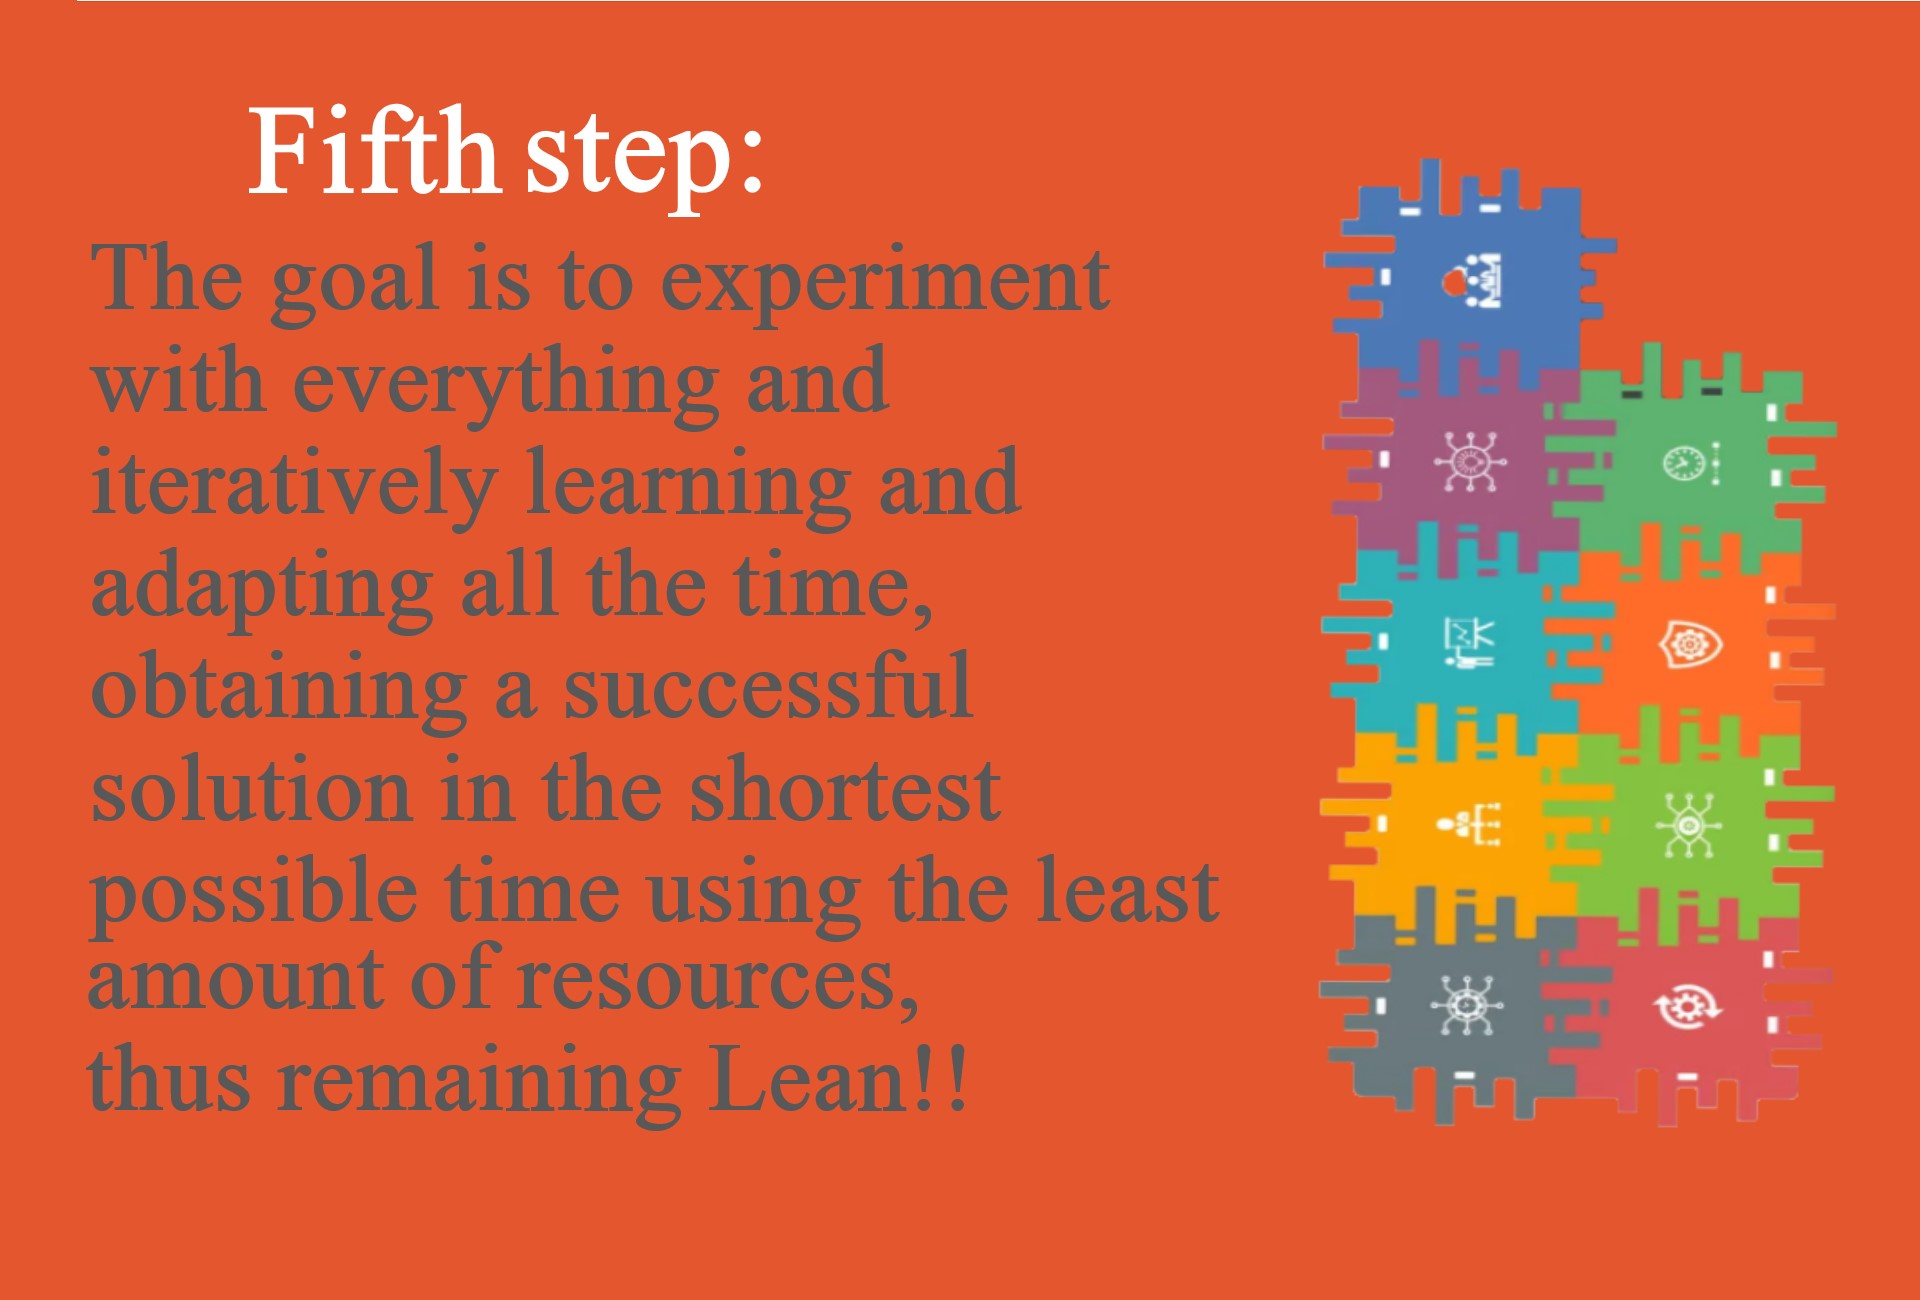 Fifth step:
The goal is to experiment
with everything and
iteratively learning and
adapting all the time,
obtaining a successful
solution in the shortest
possible time using the least
amount of resources,
thus remaining Lean!!